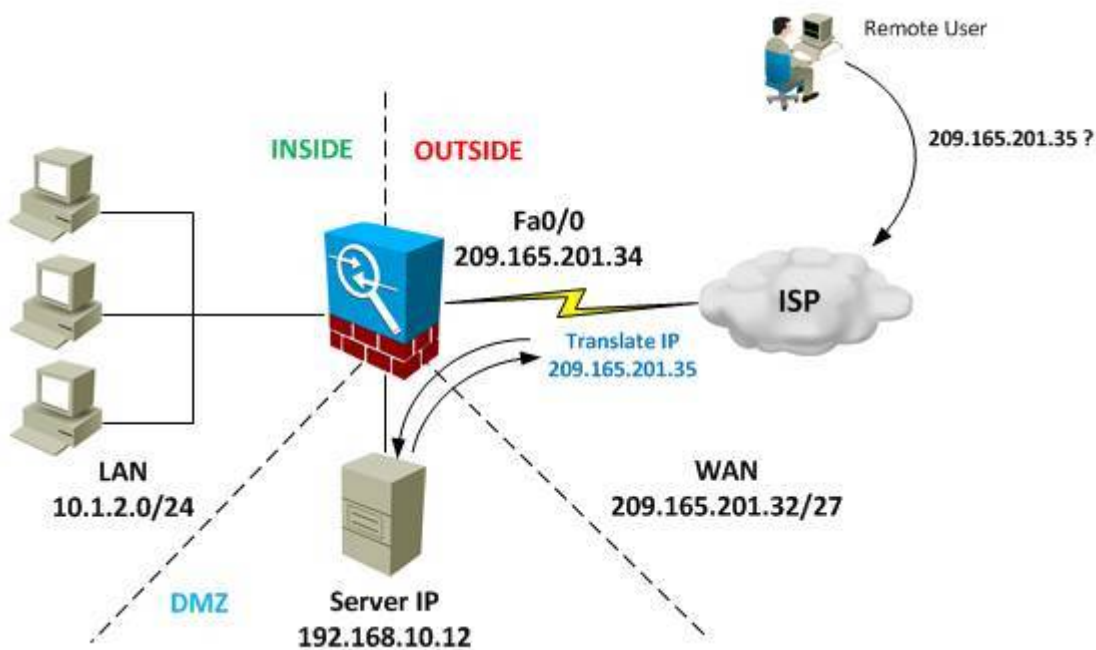 Remote User
209.165.201.35 ?
INSIDE
OUTSIDE
Fa0/0
209.165.201.34
ISP
Translate IP
209.165.201.35
LAN
10.1.2.0/24
WAN
209.165.201.32/27
DMZ
Server IP
192.168.10.12